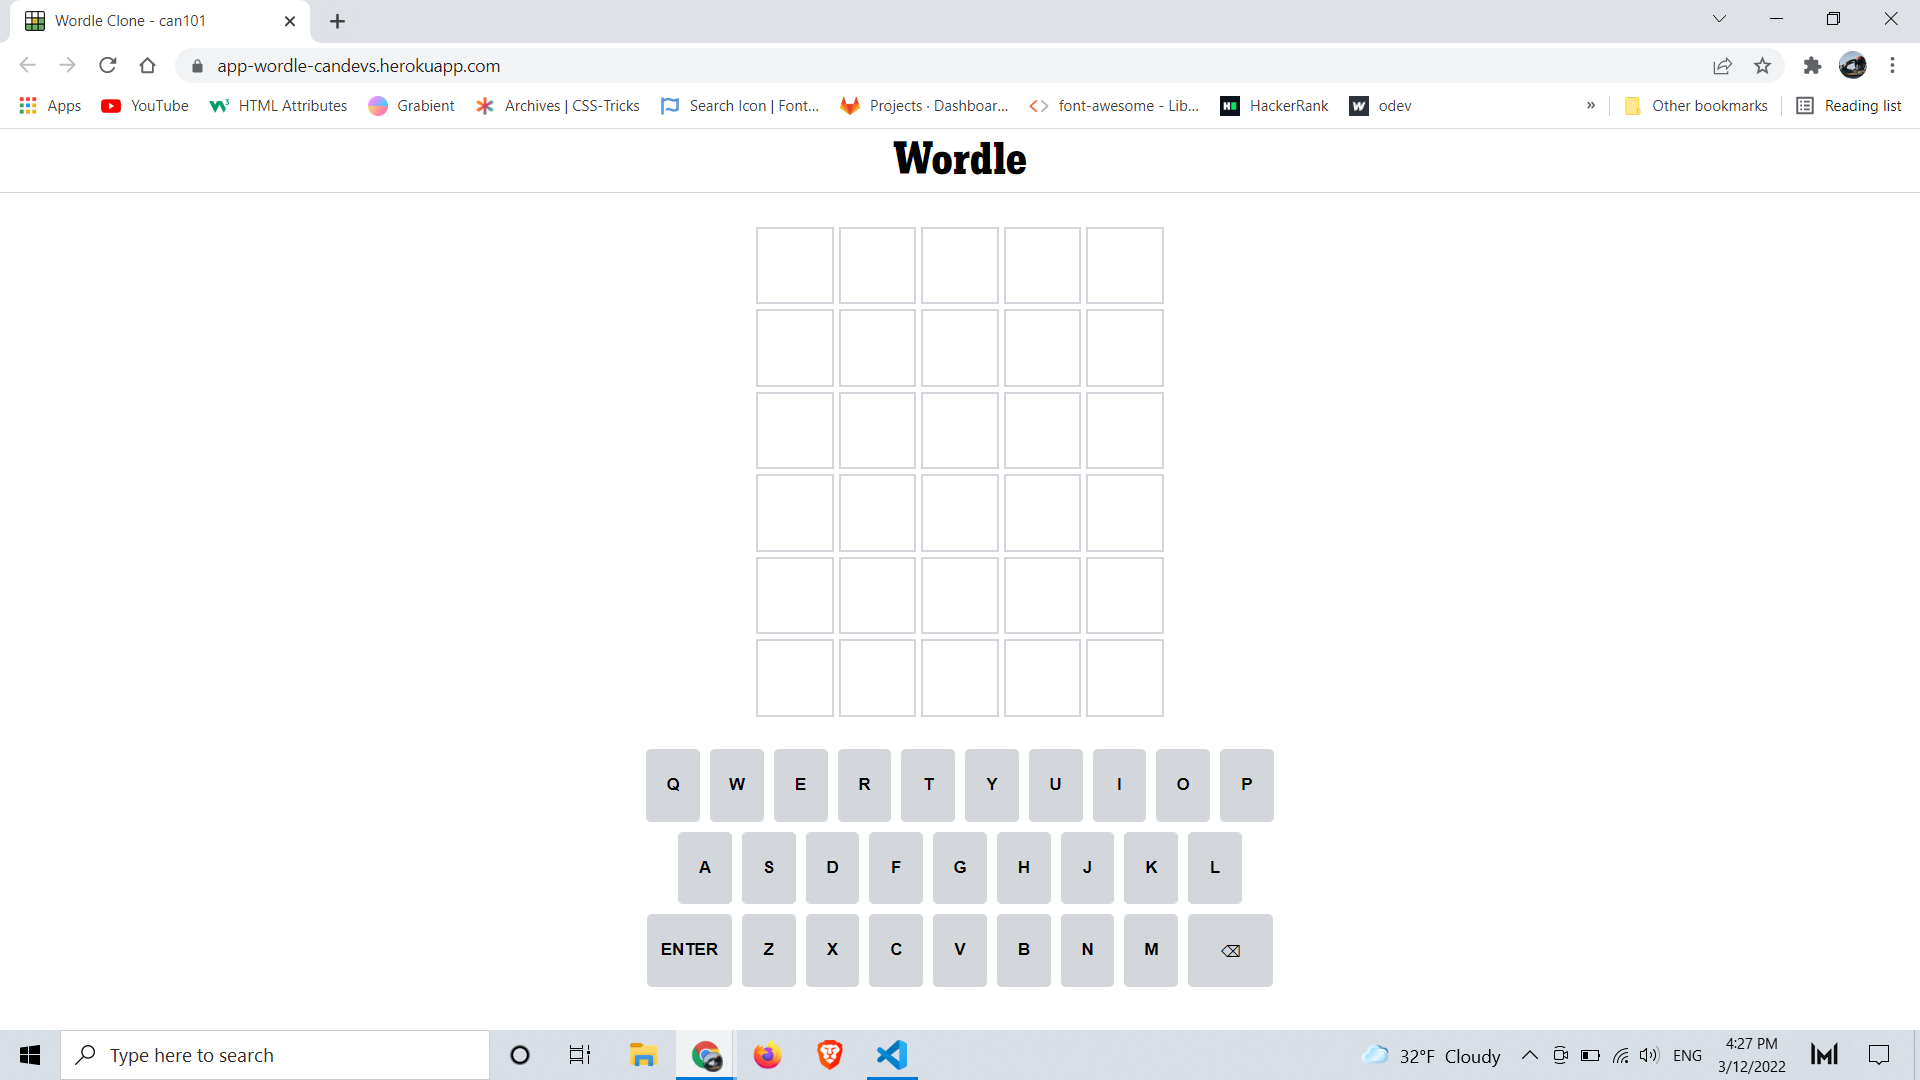 Wordle Clone - can101
app-wordle-candevs.herokuapp.com
Apps YouTube HTML Attributes Grabient Archives | CSS-Tricks Search Icon | Font... Projects · Dashboar... font-awesome - Lib... HackerRank odev » Other bookmarks Reading list
Wordle
Q W E R T Y U I O P
A S D F G H J K L
ENTER Z X C V B N M ⌫
Type here to search
32°F Cloudy
ENG
4:27 PM
3/12/2022